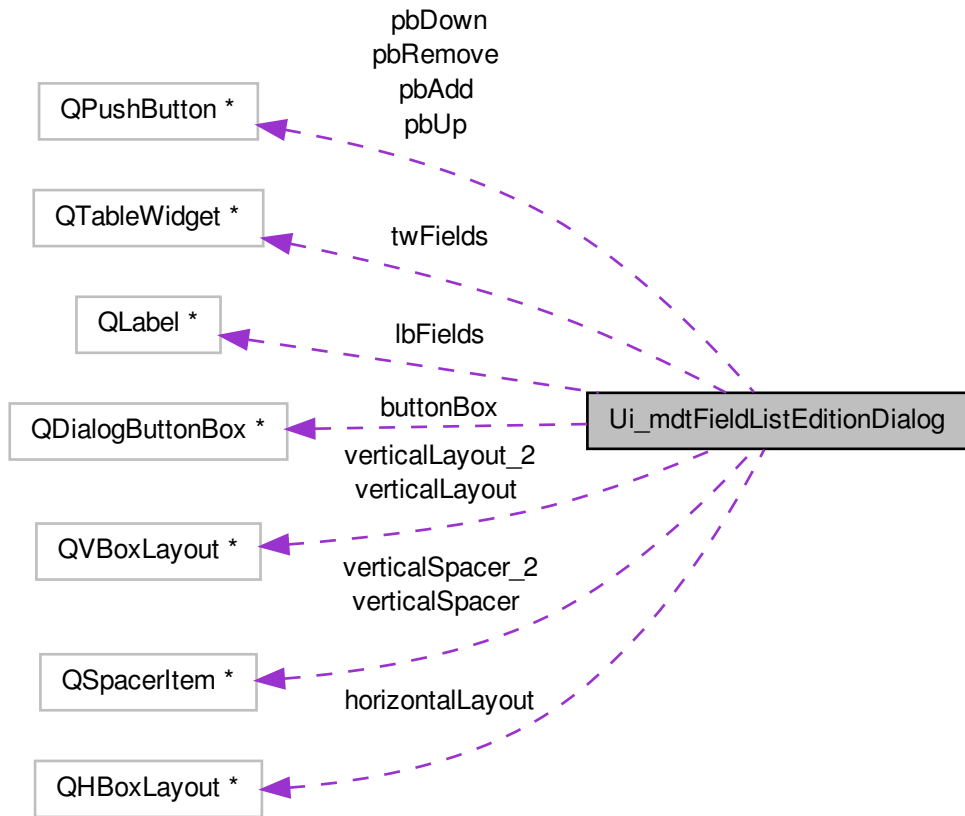 pbDown
pbRemove
pbAdd
pbUp
QPushButton *
QTableWidget *
twFields
QLabel *
lbFields
QDialogButtonBox *
buttonBox
Ui_mdtFieldListEditionDialog
verticalLayout_2
verticalLayout
QVBoxLayout *
verticalSpacer_2
verticalSpacer
QSpacerItem *
horizontalLayout
QHBoxLayout *